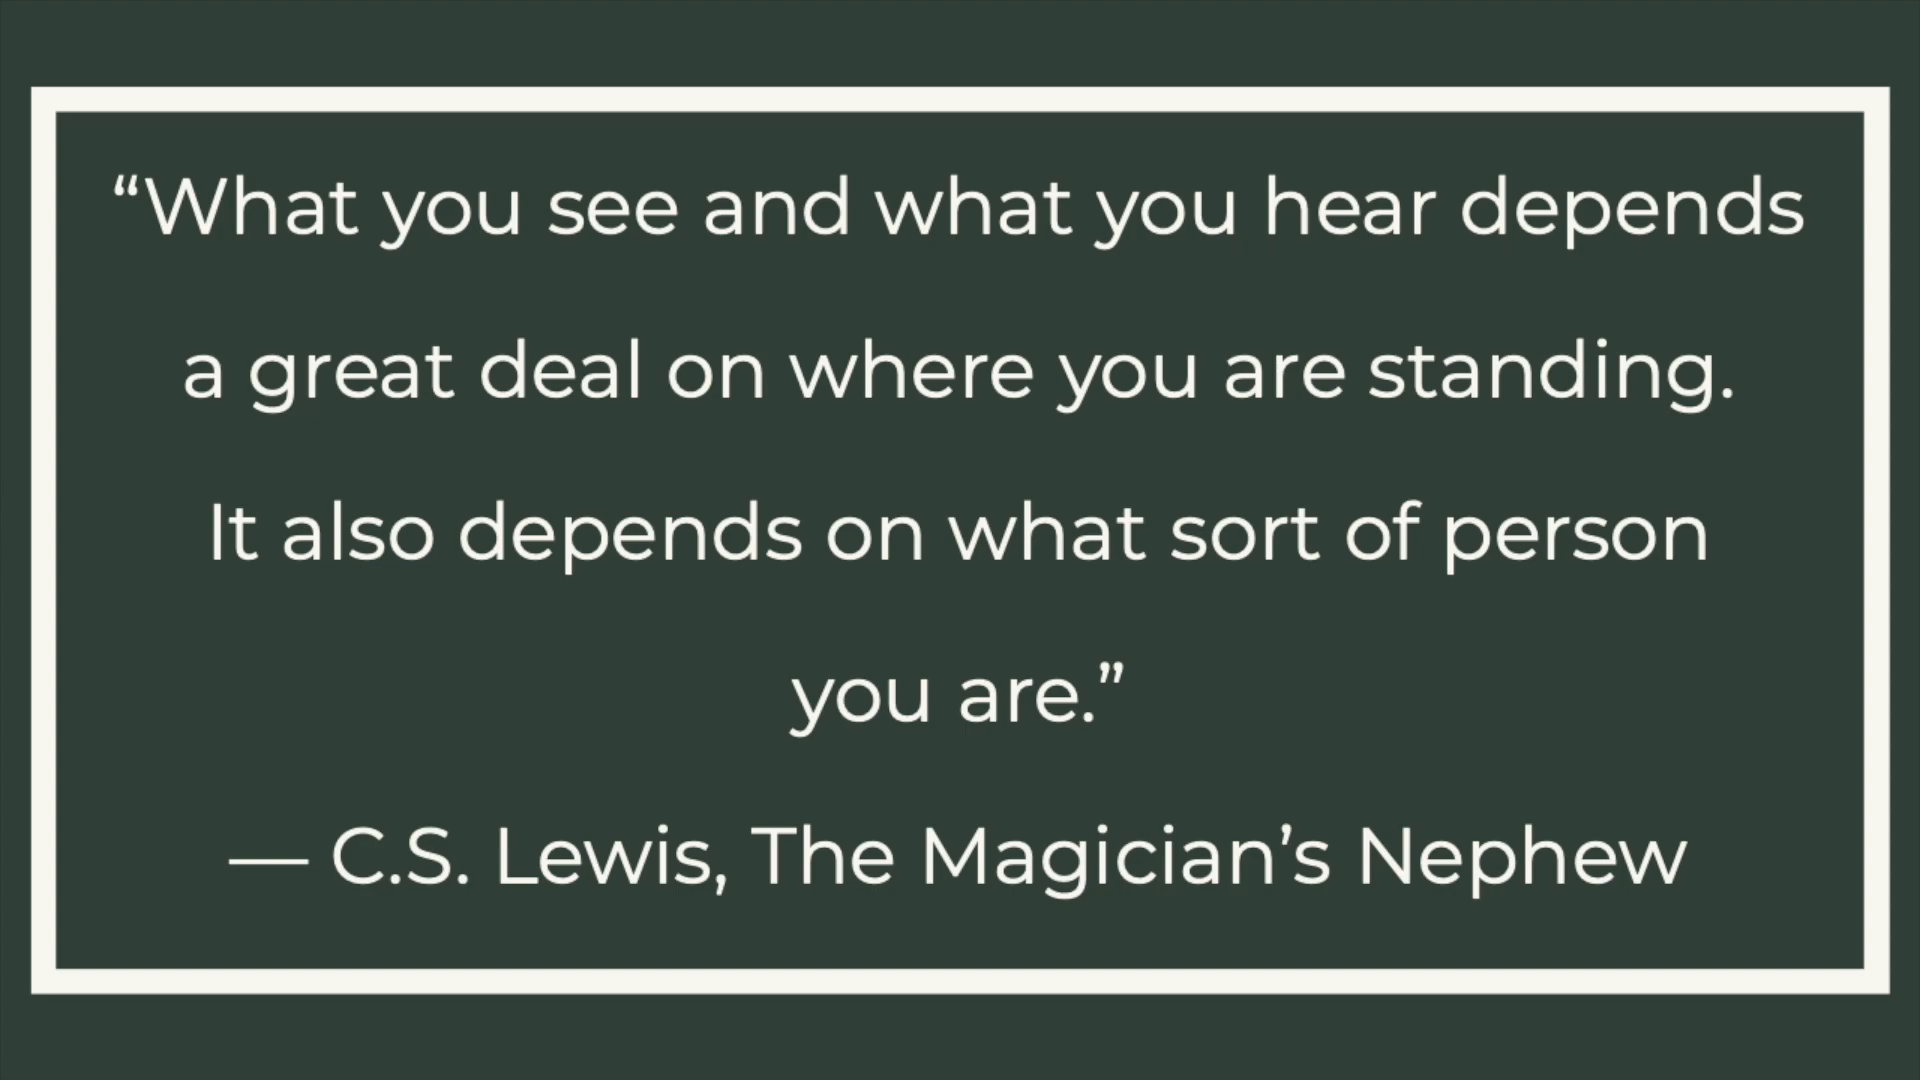 “What you see and what you hear depends
a great deal on where you are standing.
It also depends on what sort of person
you are.”
— C.S. Lewis, The Magician’s Nephew